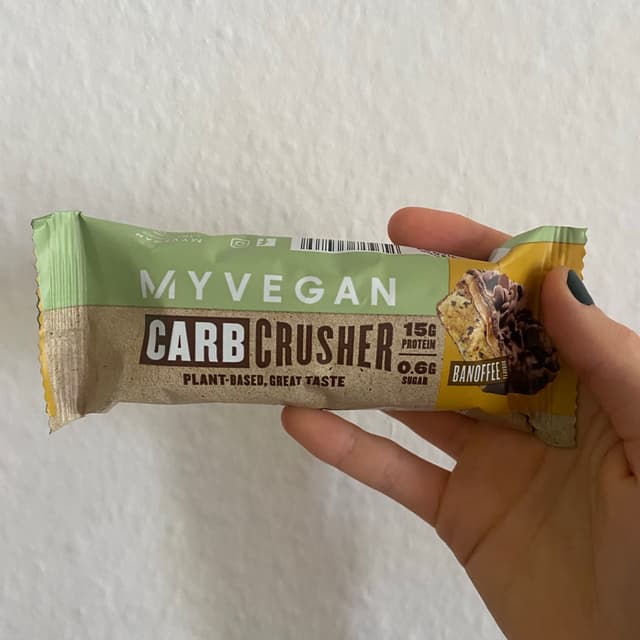 MYVEGAN
CARB CRUSHER
PLANT-BASED, GREAT TASTE
15G
PROTEIN
0.6G
SUGAR
BANOFFEE